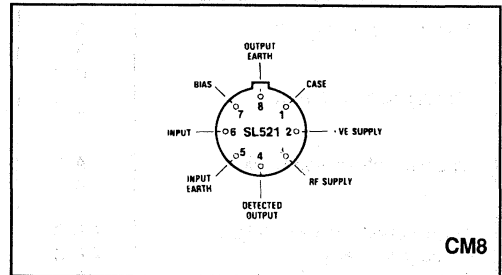 OUTPUT
EARTH
BIAS
CASE
8
7
1
INPUT
6 SL521 2
VE SUPPLY
5
4
INPUT
EARTH
RF SUPPLY
DETECTED
OUTPUT
CM8